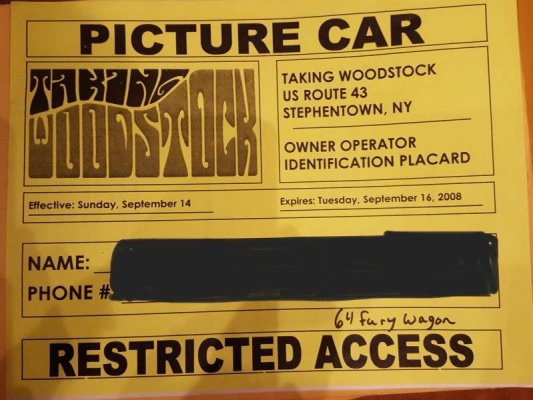 PICTURE CAR
TAKING
WOODSTOCK
TAKING WOODSTOCK
US ROUTE 43
STEPHENTOWN, NY
OWNER OPERATOR
IDENTIFICATION PLACARD
Effective: Sunday, September 14
Expires: Tuesday, September 16, 2008
NAME:
PHONE #
64 fury wagon
RESTRICTED ACCESS